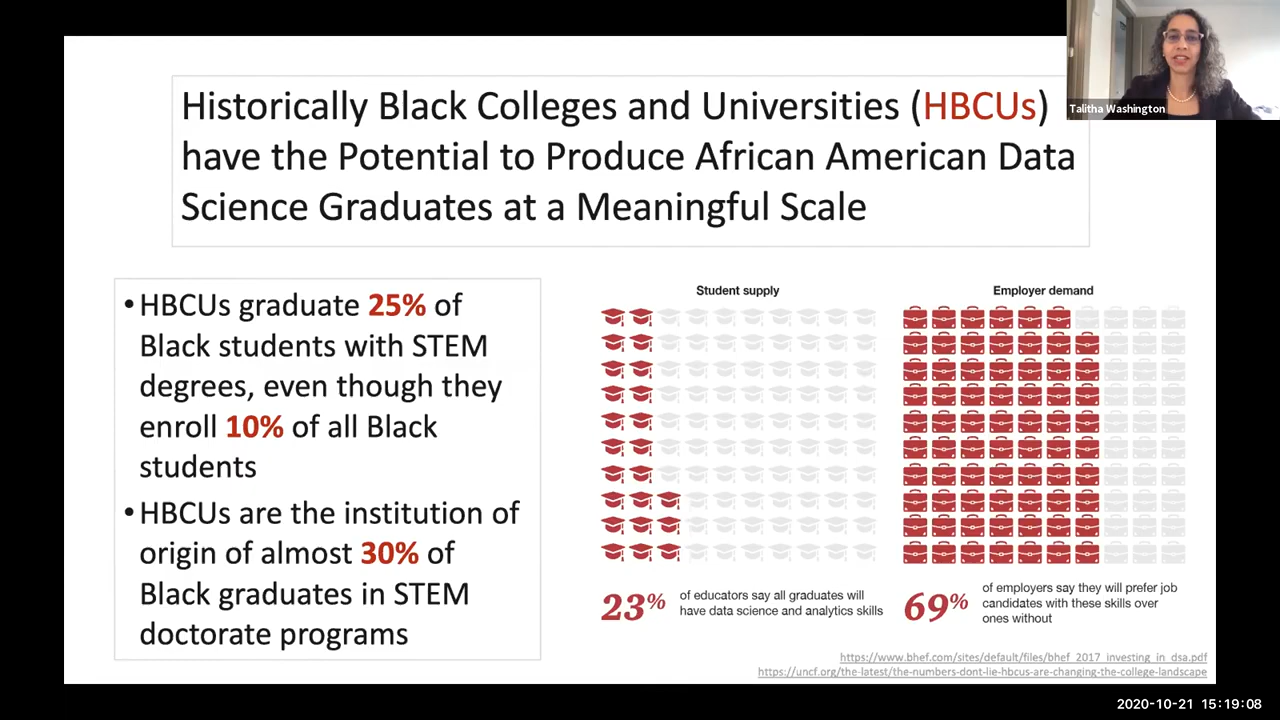 Historically Black Colleges and Universities (HBCUs)
have the Potential to Produce African American Data
Science Graduates at a Meaningful Scale
Talitha Washington
•HBCUs graduate 25% of
Black students with STEM
degrees, even though they
enroll 10% of all Black
students
•HBCUs are the institution of
origin of almost 30% of
Black graduates in STEM
doctorate programs
Student supply
23% of educators say all graduates will
have data science and analytics skills
Employer demand
69% of employers say they will prefer job
candidates with these skills over
ones without
https://www.bhef.com/sites/default/files/bhef_2017_investing_in_dsa.pdf
https://uncf.org/the-latest/the-numbers-dont-lie-hbcus-are-changing-the-college-landscape
2020-10-21 15:19:08